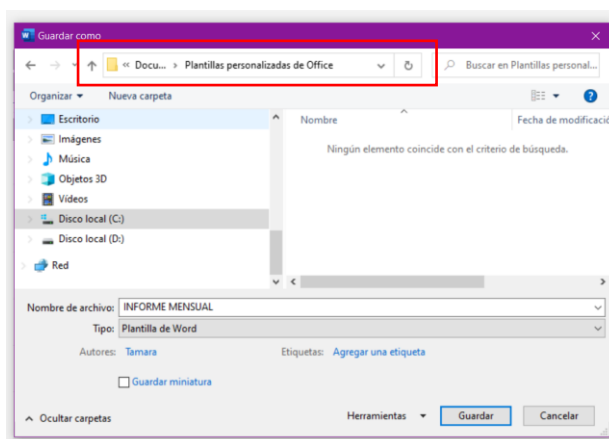 Guardar como
« Docu... > Plantillas personalizadas de Office
Buscar en Plantillas personal...
Organizar Nueva carpeta
Escritorio
Imágenes
Música
Objetos 3D
Vídeos
Disco local (C:)
Disco local (D:)
Red
Nombre Fecha de modificació
Ningún elemento coincide con el criterio de búsqueda.
Nombre de archivo: INFORME MENSUAL
Tipo: Plantilla de Word
Autores: Tamara Etiquetas: Agregar una etiqueta
Guardar miniatura
Ocultar carpetas Herramientas Guardar Cancelar